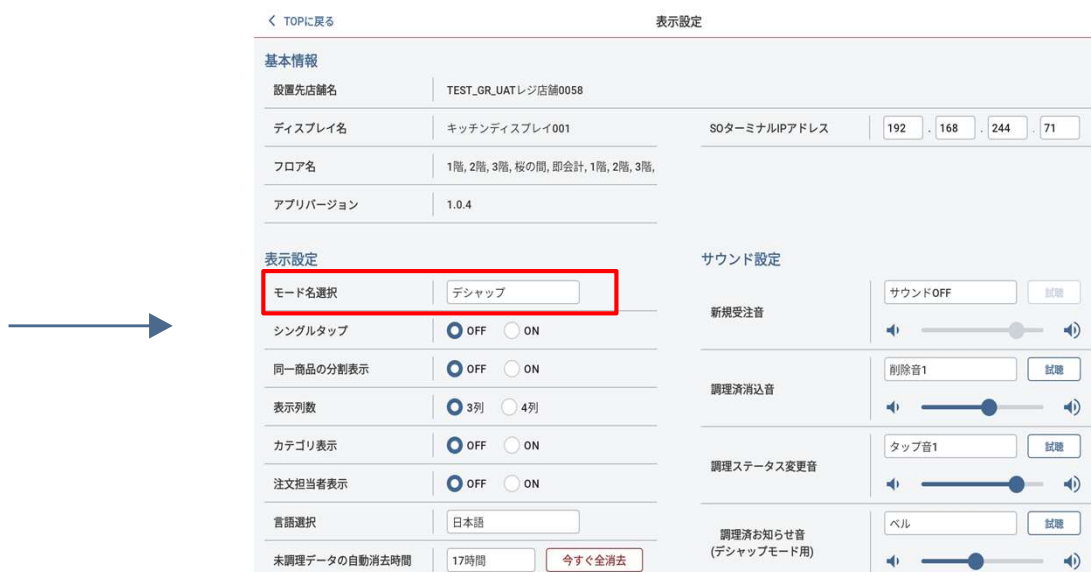 TOPに戻る
表示設定
基本情報
設置先店舗名 TEST_GR_UATレジ店舗0058
ディスプレイ名 キッチンディスプレイ001
SOターミナルIPアドレス 192 . 168 . 244 . 71
フロア名 1階, 2階, 3階, 桜の間, 即会計, 1階, 2階, 3階,
アプリバージョン 1.0.4
表示設定
モード名選択 デシャップ
シングルタップ OFF ON
同一商品の分割表示 OFF ON
表示列数 3列 4列
カテゴリ表示 OFF ON
注文担当者表示 OFF ON
言語選択 日本語
未調理データの自動消去時間 17時間 今すぐ全消去
サウンド設定
新規受注音 サウンドOFF 試聴
調理済消込音 削除音1 試聴
調理ステータス変更音 タップ音1 試聴
調理済お知らせ音
(デシャップモード用) ベル 試聴